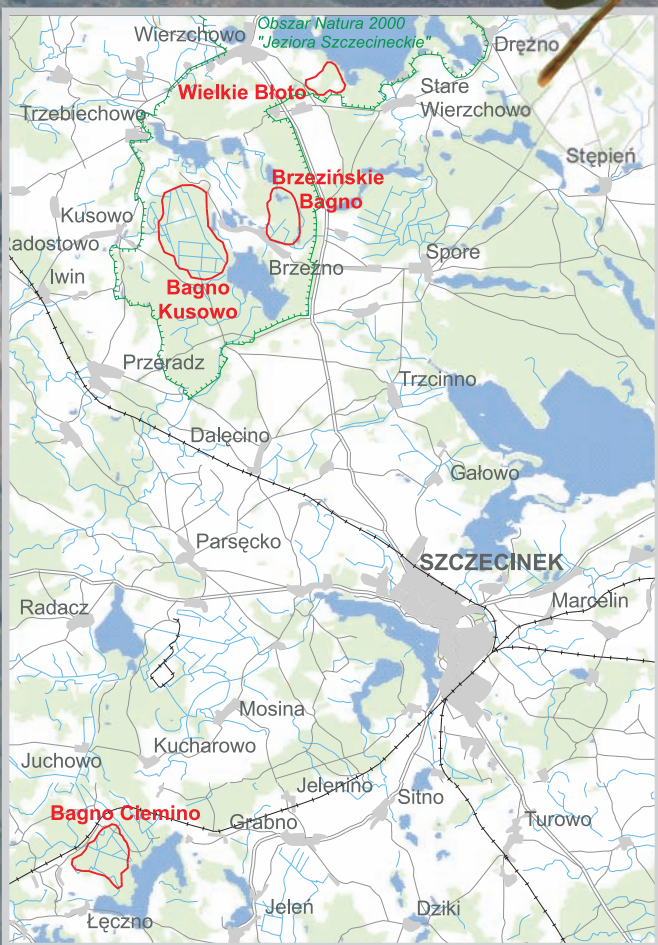 Obszar Natura 2000
"Jeziora Szczecineckie"
Wierzchowo
Drężno
Wielkie Błoto
Stare
Wierzchowo
Trzebiechowo
Stępień
Brzezińskie
Bagno
Kusowo
Radostowo
Spore
Brzeźno
Iwin
Bagno
Kusowo
Przeradz
Trzcinno
Dalęcino
Gałowo
Parsęcko
SZCZECINEK
Radacz
Marcelin
Mosina
Kucharowo
Juchowo
Jelenino
Sitno
Bagno Ciemino
Grabno
Turowo
Łęczno
Jeleń
Dziki